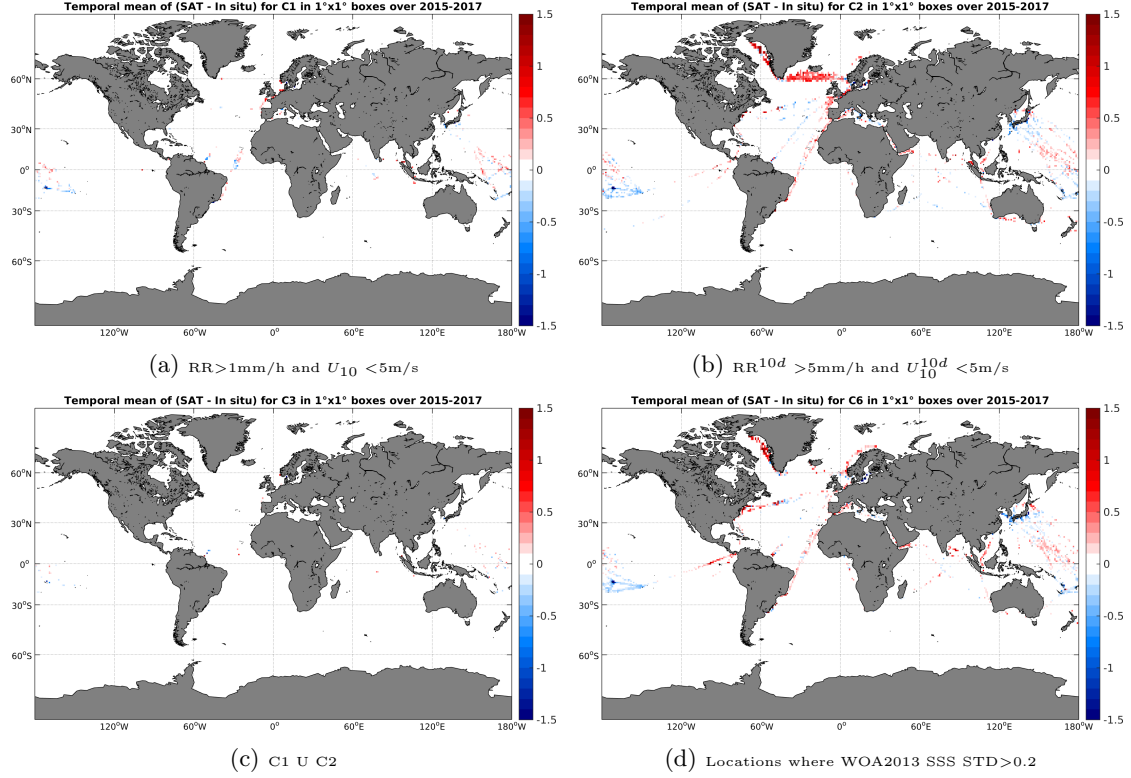 Temporal mean of (SAT - In situ) for C1 in 1°x1° boxes over 2015-2017
1.5
1
0.5
0
-0.5
-1
-1.5
60°N
30°N
0°
30°S
60°S
120°W
60°W
0°
60°E
120°E
180°W
(a) RR>1mm/h and U10 <5m/s
Temporal mean of (SAT - In situ) for C2 in 1°x1° boxes over 2015-2017
1.5
1
0.5
0
-0.5
-1
-1.5
60°N
30°N
0°
30°S
60°S
120°W
60°W
0°
60°E
120°E
180°W
(b) RR10d >5mm/h and U10d10 <5m/s
Temporal mean of (SAT - In situ) for C3 in 1°x1° boxes over 2015-2017
1.5
1
0.5
0
-0.5
-1
-1.5
60°N
30°N
0°
30°S
60°S
120°W
60°W
0°
60°E
120°E
180°W
(c) C1 U C2
Temporal mean of (SAT - In situ) for C6 in 1°x1° boxes over 2015-2017
1.5
1
0.5
0
-0.5
-1
-1.5
60°N
30°N
0°
30°S
60°S
120°W
60°W
0°
60°E
120°E
180°W
(d) Locations where WOA2013 SSS STD>0.2